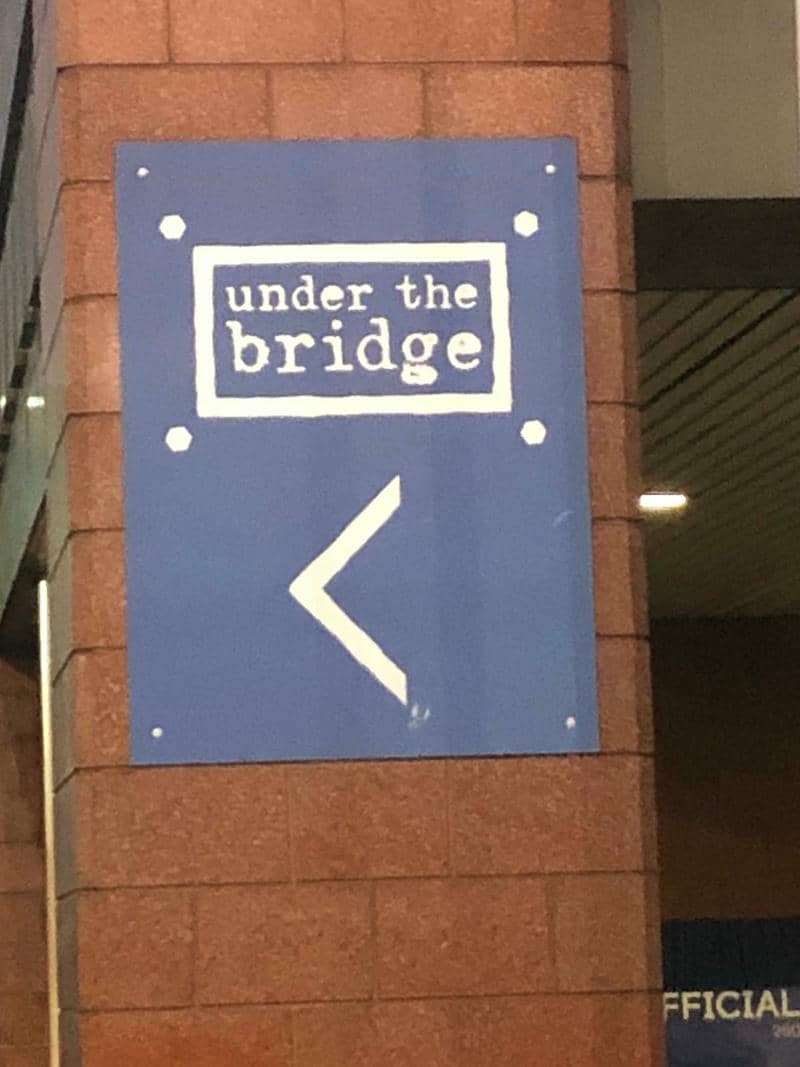 under the
bridge
FFICIAL